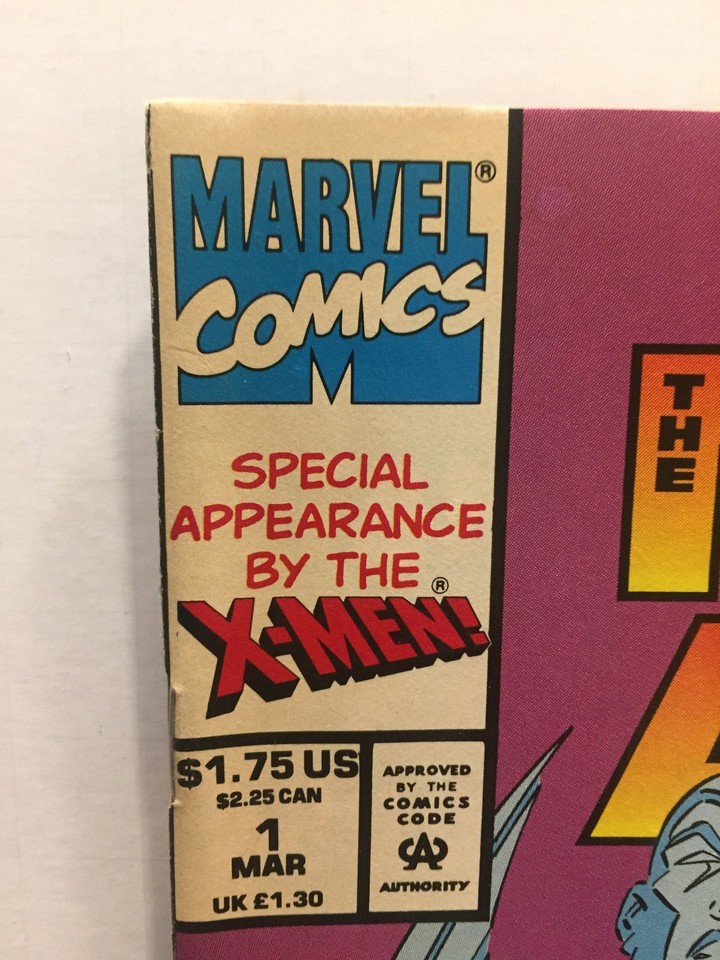 MARVEL®
COMICS
M
SPECIAL
APPEARANCE
BY THE
X-MEN!®
$1.75 US
$2.25 CAN
1
MAR
UK £1.30
APPROVED
BY THE
COMICS
CODE
CA
AUTHORITY
THE